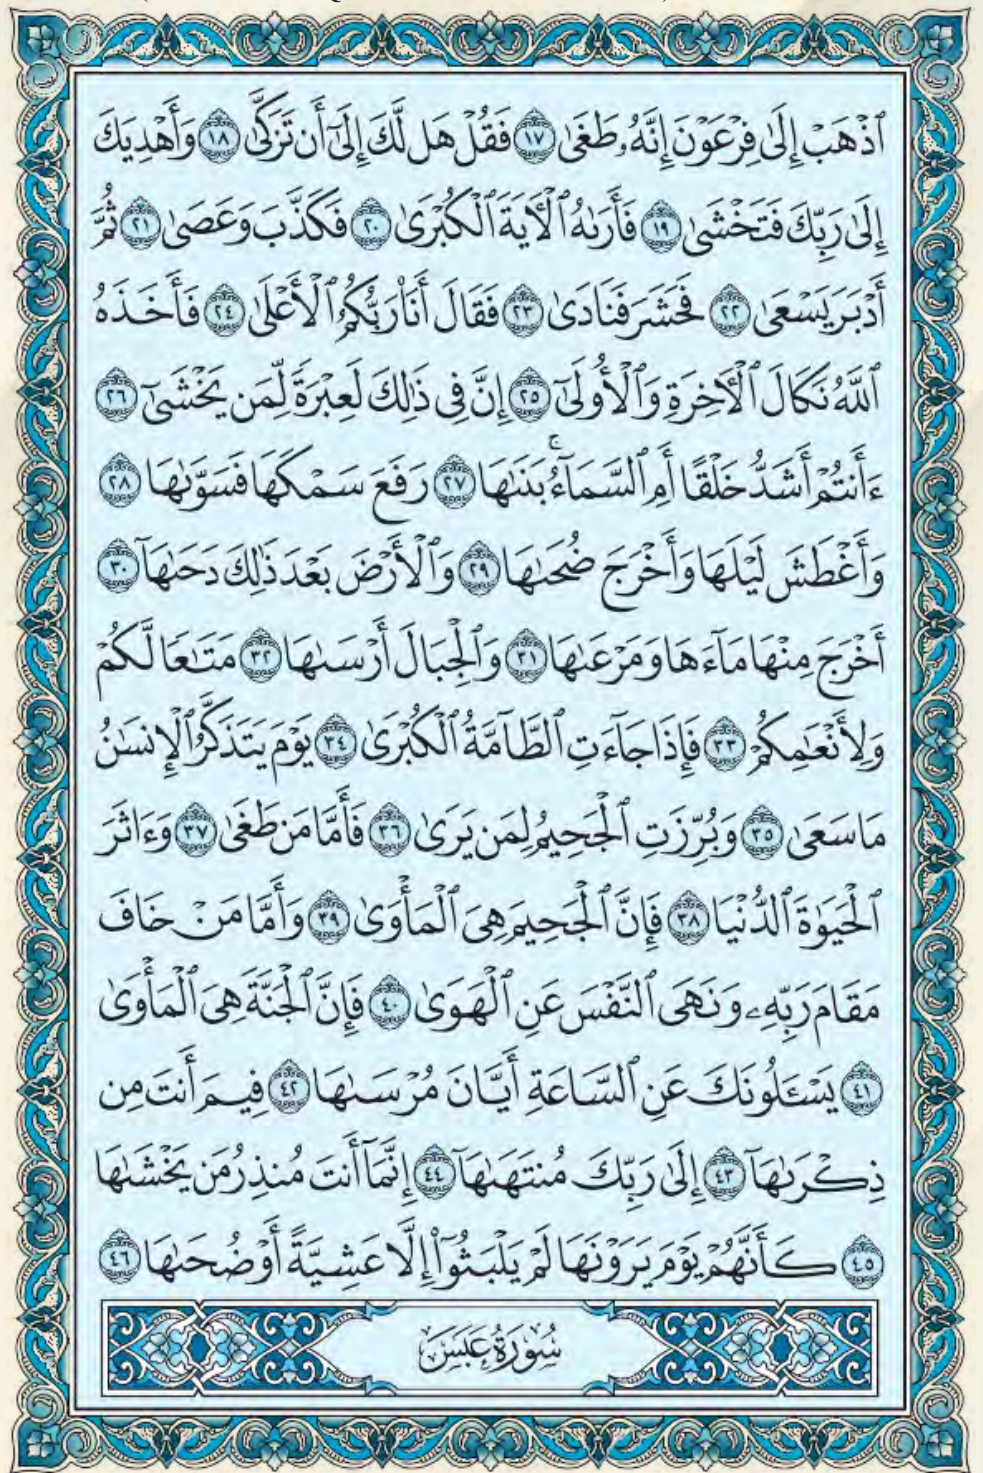 ٱذۡهَبۡ إِلَىٰ فِرۡعَوۡنَ إِنَّهُۥ طَغَىٰ ١٧ فَقُلۡ هَل لَّكَ إِلَىٰٓ أَن تَزَكَّىٰ ١٨ وَأَهۡدِيَكَ
إِلَىٰ رَبِّكَ فَتَخۡشَىٰ ١٩ فَأَرَىٰهُ ٱلۡأٓيَةَ ٱلۡكُبۡرَىٰ ٢٠ فَكَذَّبَ وَعَصَىٰ ٢١ ثُمَّ
أَدۡبَرَ يَسۡعَىٰ ٢٢ فَحَشَرَ فَنَادَىٰ ٢٣ فَقَالَ أَنَا۠ رَبُّكُمُ ٱلۡأَعۡلَىٰ ٢٤ فَأَخَذَهُ
ٱللَّهُ نَكَالَ ٱلۡأٓخِرَةِ وَٱلۡأُولَىٰٓ ٢٥ إِنَّ فِي ذَٰلِكَ لَعِبۡرَةٗ لِّمَن يَخۡشَىٰٓ ٢٦
ءَأَنتُمۡ أَشَدُّ خَلۡقًا أَمِ ٱلسَّمَآءُۚ بَنَىٰهَا ٢٧ رَفَعَ سَمۡكَهَا فَسَوَّىٰهَا ٢٨
وَأَغۡطَشَ لَيۡلَهَا وَأَخۡرَجَ ضُحَىٰهَا ٢٩ وَٱلۡأَرۡضَ بَعۡدَ ذَٰلِكَ دَحَىٰهَآ ٣٠
أَخۡرَجَ مِنۡهَا مَآءَهَا وَمَرۡعَىٰهَا ٣١ وَٱلۡجِبَالَ أَرۡسَىٰهَا ٣٢ مَتَٰعٗا لَّكُمۡ
وَلِأَنۡعَٰمِكُمۡ ٣٣ فَإِذَا جَآءَتِ ٱلطَّآمَّةُ ٱلۡكُبۡرَىٰ ٣٤ يَوۡمَ يَتَذَكَّرُ ٱلۡإِنسَٰنُ
مَا سَعَىٰ ٣٥ وَبُرِّزَتِ ٱلۡجَحِيمُ لِمَن يَرَىٰ ٣٦ فَأَمَّا مَن طَغَىٰ ٣٧ وَءَاثَرَ
ٱلۡحَيَوٰةَ ٱلدُّنۡيَا ٣٨ فَإِنَّ ٱلۡجَحِيمَ هِيَ ٱلۡمَأۡوَىٰ ٣٩ وَأَمَّا مَنۡ خَافَ
مَقَامَ رَبِّهِۦ وَنَهَى ٱلنَّفۡسَ عَنِ ٱلۡهَوَىٰ ٤٠ فَإِنَّ ٱلۡجَنَّةَ هِيَ ٱلۡمَأۡوَىٰ
٤١ يَسۡـَٔلُونَكَ عَنِ ٱلسَّاعَةِ أَيَّانَ مُرۡسَىٰهَا ٤٢ فِيمَ أَنتَ مِن
ذِكۡرَىٰهَآ ٤٣ إِلَىٰ رَبِّكَ مُنتَهَىٰهَآ ٤٤ إِنَّمَآ أَنتَ مُنذِرُ مَن يَخۡشَىٰهَا
٤٥ كَأَنَّهُمۡ يَوۡمَ يَرَوۡنَهَا لَمۡ يَلۡبَثُوٓاْ إِلَّا عَشِيَّةً أَوۡ ضُحَىٰهَا ٤٦
سُورَةُ عَبَسَ